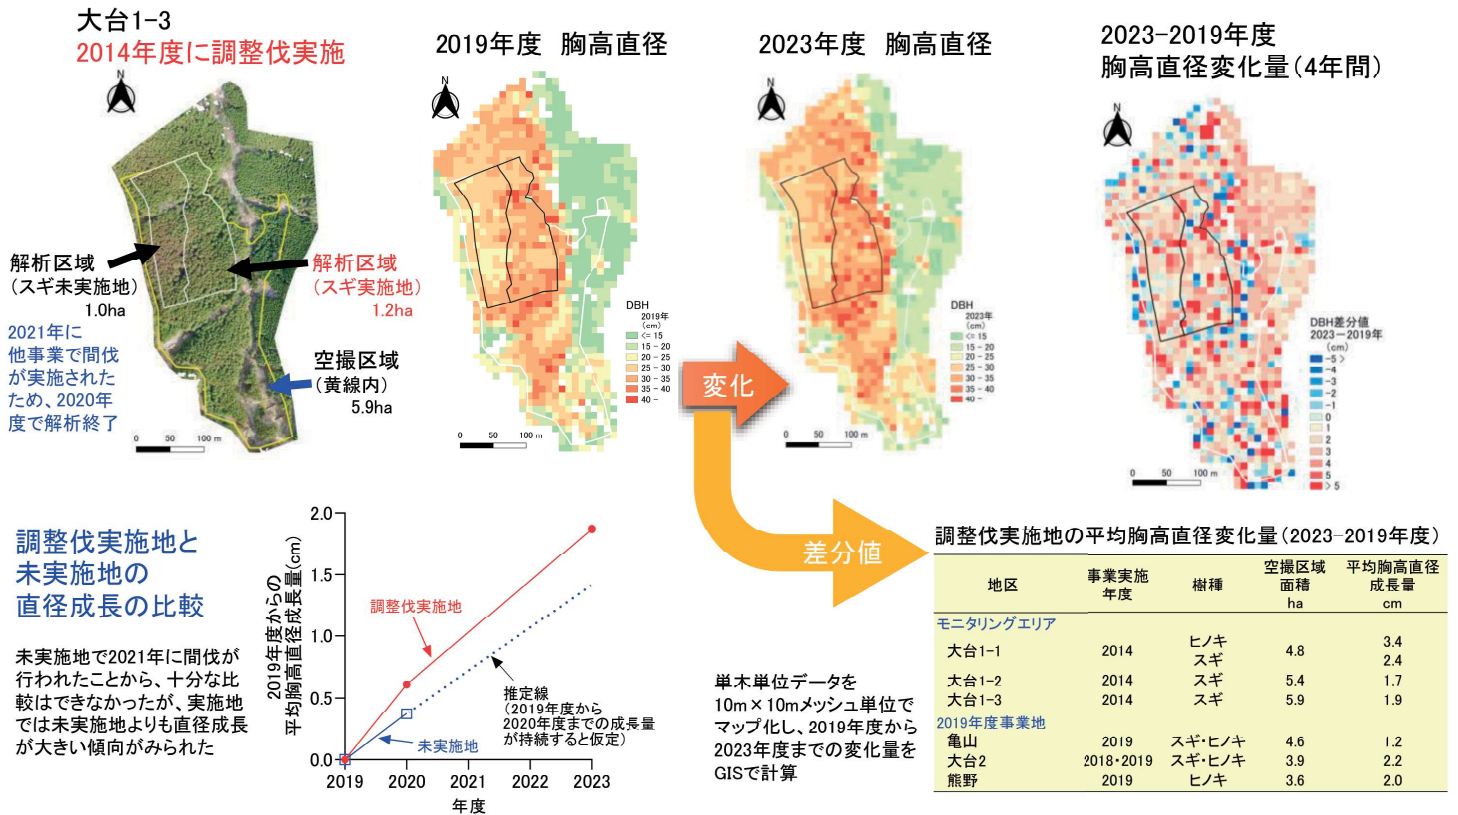 大台1-3
2014年度に調整伐実施
N
解析区域
(スギ未実施地)
1.0ha
解析区域
(スギ実施地)
1.2ha
2021年に
他事業で間伐
が実施された
ため、2020年
度で解析終了
空撮区域
(黄線内)
5.9ha
0 50 100 m
2019年度 胸高直径
N
DBH
2019年
(cm)
<= 15
15 - 20
20 - 25
25 - 30
30 - 35
35 - 40
40 -
0 50 100 m
変化
2023年度 胸高直径
N
DBH
2023年
(cm)
<= 15
15 - 20
20 - 25
25 - 30
30 - 35
35 - 40
40 -
0 50 100 m
2023-2019年度
胸高直径変化量(4年間)
N
DBH差分値
2023-2019年
(cm)
-5 >
-4
-3
-2
-1
0
1
2
3
4
5
> 5
0 50 100 m
差分値
調整伐実施地と
未実施地の
直径成長の比較
未実施地で2021年に間伐が
行われたことから、十分な比
較はできなかったが、実施地
では未実施地よりも直径成長
が大きい傾向がみられた
2019年度からの
平均胸高直径成長量(cm)
2.0
1.5
1.0
0.5
0.0
調整伐実施地
未実施地
推定線
(2019年度から
2020年度までの成長量
が持続すると仮定)
2019 2020 2021 2022 2023
年度
単木単位データを
10m×10mメッシュ単位で
マップ化し、2019年度から
2023年度までの変化量を
GISで計算
調整伐実施地の平均胸高直径変化量(2023-2019年度)
地区 事業実施年度 樹種 空撮区域面積 ha 平均胸高直径成長量 cm
モニタリングエリア
大台1-1 2014 ヒノキ 4.8 3.4
スギ 2.4
大台1-2 2014 スギ 5.4 1.7
大台1-3 2014 スギ 5.9 1.9
2019年度事業地
亀山 2019 スギ・ヒノキ 4.6 1.2
大台2 2018・2019 スギ・ヒノキ 3.9 2.2
熊野 2019 ヒノキ 3.6 2.0